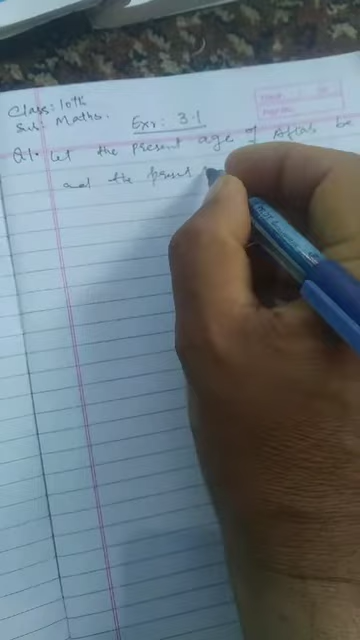 Class: 10th
Sub: Maths.
Exr: 3.1
Q1. Let the Present age of Aftab be
and the present